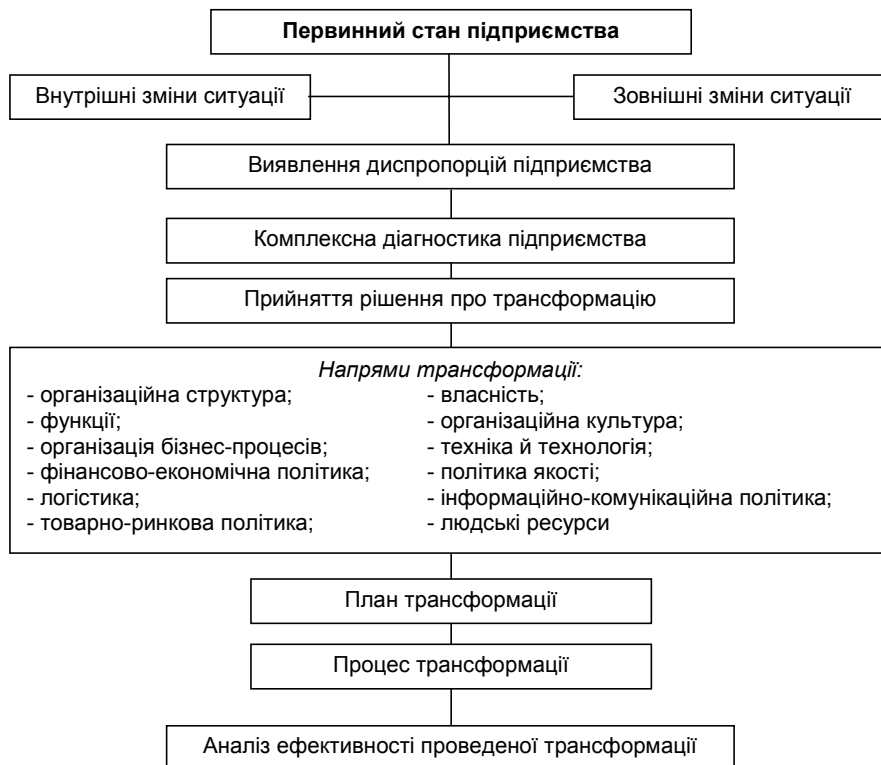 Первинний стан підприємства
Внутрішні зміни ситуації
Зовнішні зміни ситуації
Виявлення диспропорцій підприємства
Комплексна діагностика підприємства
Прийняття рішення про трансформацію
Напрями трансформації:
- організаційна структура;
- функції;
- організація бізнес-процесів;
- фінансово-економічна політика;
- логістика;
- товарно-ринкова політика;
- власність;
- організаційна культура;
- техніка й технологія;
- політика якості;
- інформаційно-комунікаційна політика;
- людські ресурси
План трансформації
Процес трансформації
Аналіз ефективності проведеної трансформації